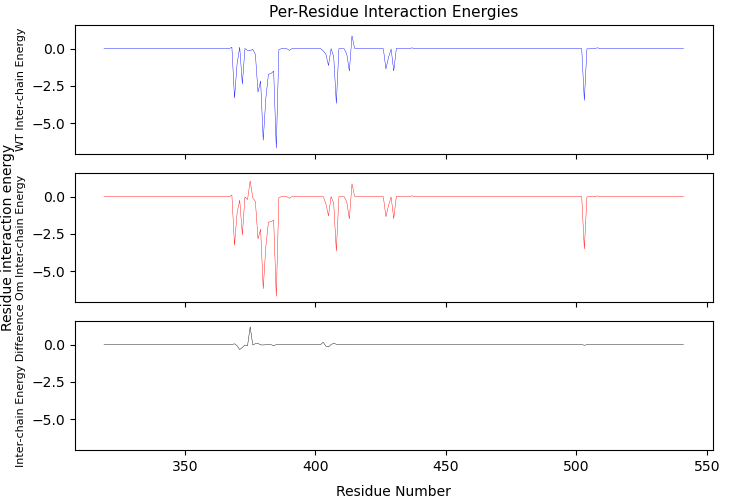 Per-Residue Interaction Energies
Residue interaction energy
WT Inter-chain Energy
0.0
−2.5
−5.0
Om Inter-chain Energy
0.0
−2.5
−5.0
Inter-chain Energy Difference
0.0
−2.5
−5.0
350
400
450
500
550
Residue Number